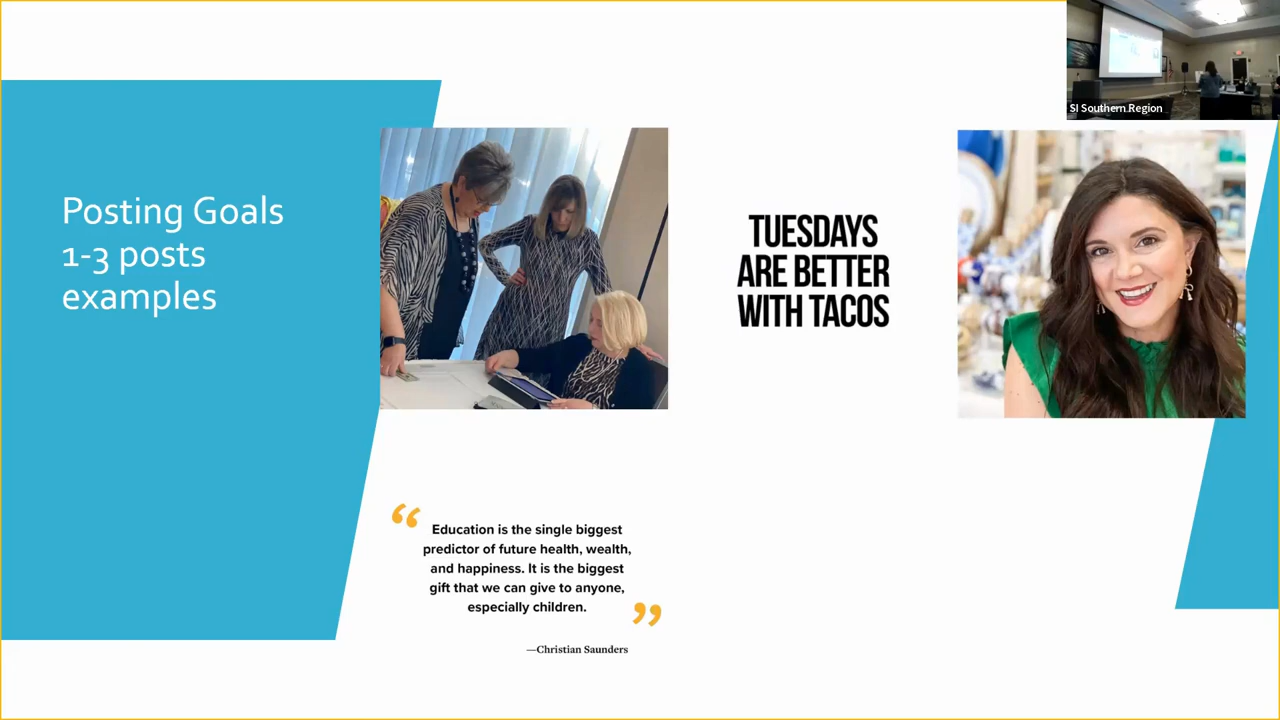 SI Southern Region
Posting Goals
1-3 posts
examples
TUESDAYS
ARE BETTER
WITH TACOS
“
Education is the single biggest
predictor of future health, wealth,
and happiness. It is the biggest
gift that we can give to anyone,
especially children.
”
—Christian Saunders